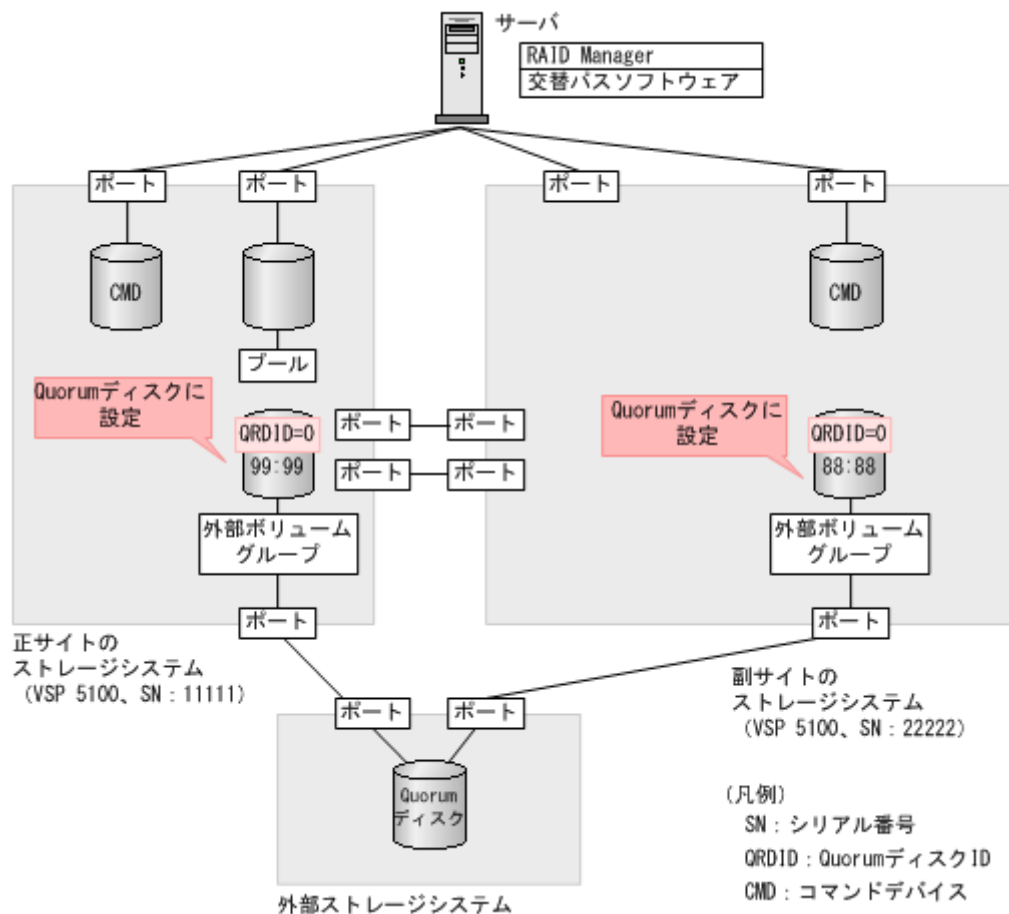 サーバ
RAID Manager
交替パスソフトウェア
ポート
ポート
ポート
ポート
CMD
CMD
プール
Quorumディスクに
設定
Quorumディスクに
設定
QRDID=0
99:99
ポート
ポート
ポート
ポート
QRDID=0
88:88
外部ボリューム
グループ
外部ボリューム
グループ
ポート
ポート
正サイトの
ストレージシステム
(VSP 5100、SN：11111)
副サイトの
ストレージシステム
(VSP 5100、SN：22222)
ポート
ポート
Quorum
ディスク
外部ストレージシステム
(凡例)
SN：シリアル番号
QRDID：QuorumディスクID
CMD：コマンドデバイス